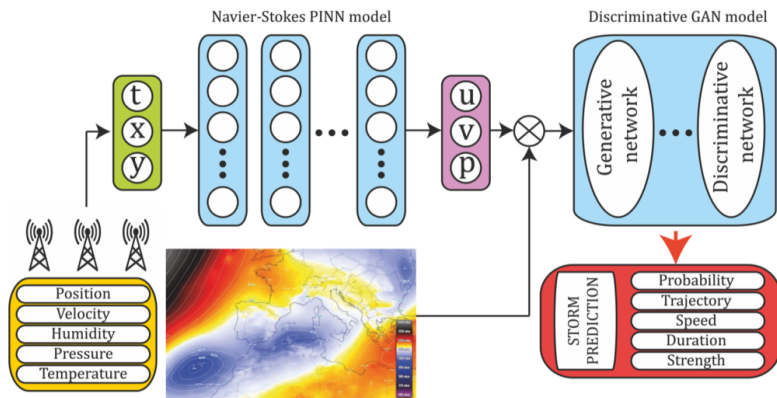 Navier-Stokes PINN model
Discriminative GAN model
t
x
y
u
v
p
Generative
network
Discriminative
network
Position
Velocity
Humidity
Pressure
Temperature
STORM
PREDICTION
Probability
Trajectory
Speed
Duration
Strength